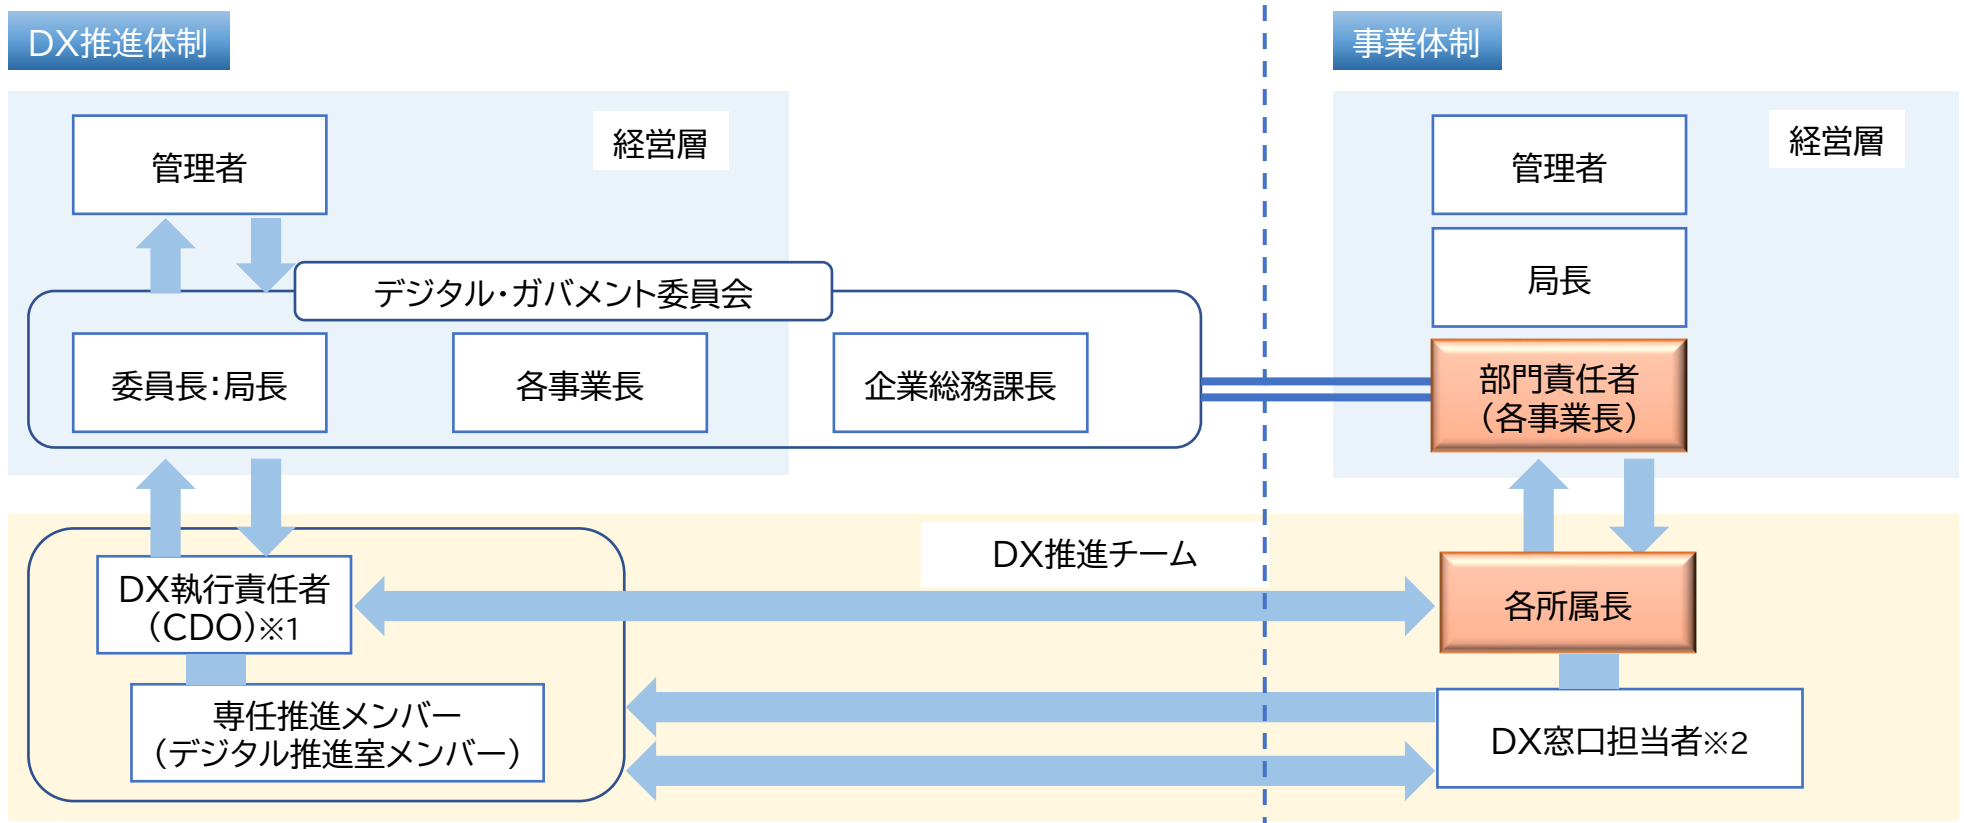 DX推進体制
事業体制
管理者
経営層
管理者
経営層
局長
デジタル・ガバメント委員会
委員長：局長
各事業長
企業総務課長
部門責任者
（各事業長）
DX推進チーム
DX執行責任者
（CDO）※1
各所属長
専任推進メンバー
（デジタル推進室メンバー）
DX窓口担当者※2